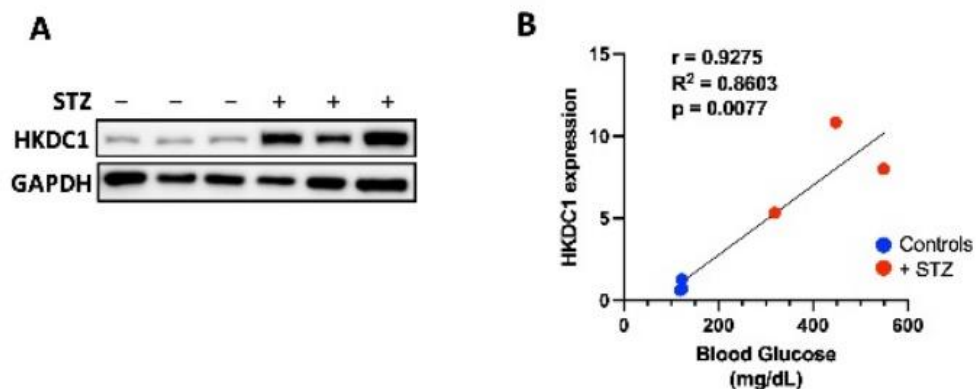 A
STZ − − − + + +
HKDC1
GAPDH
B
r = 0.9275
R² = 0.8603
p = 0.0077
15
10
5
0
HKDC1 expression
0 200 400 600
Blood Glucose
(mg/dL)
Controls
+ STZ